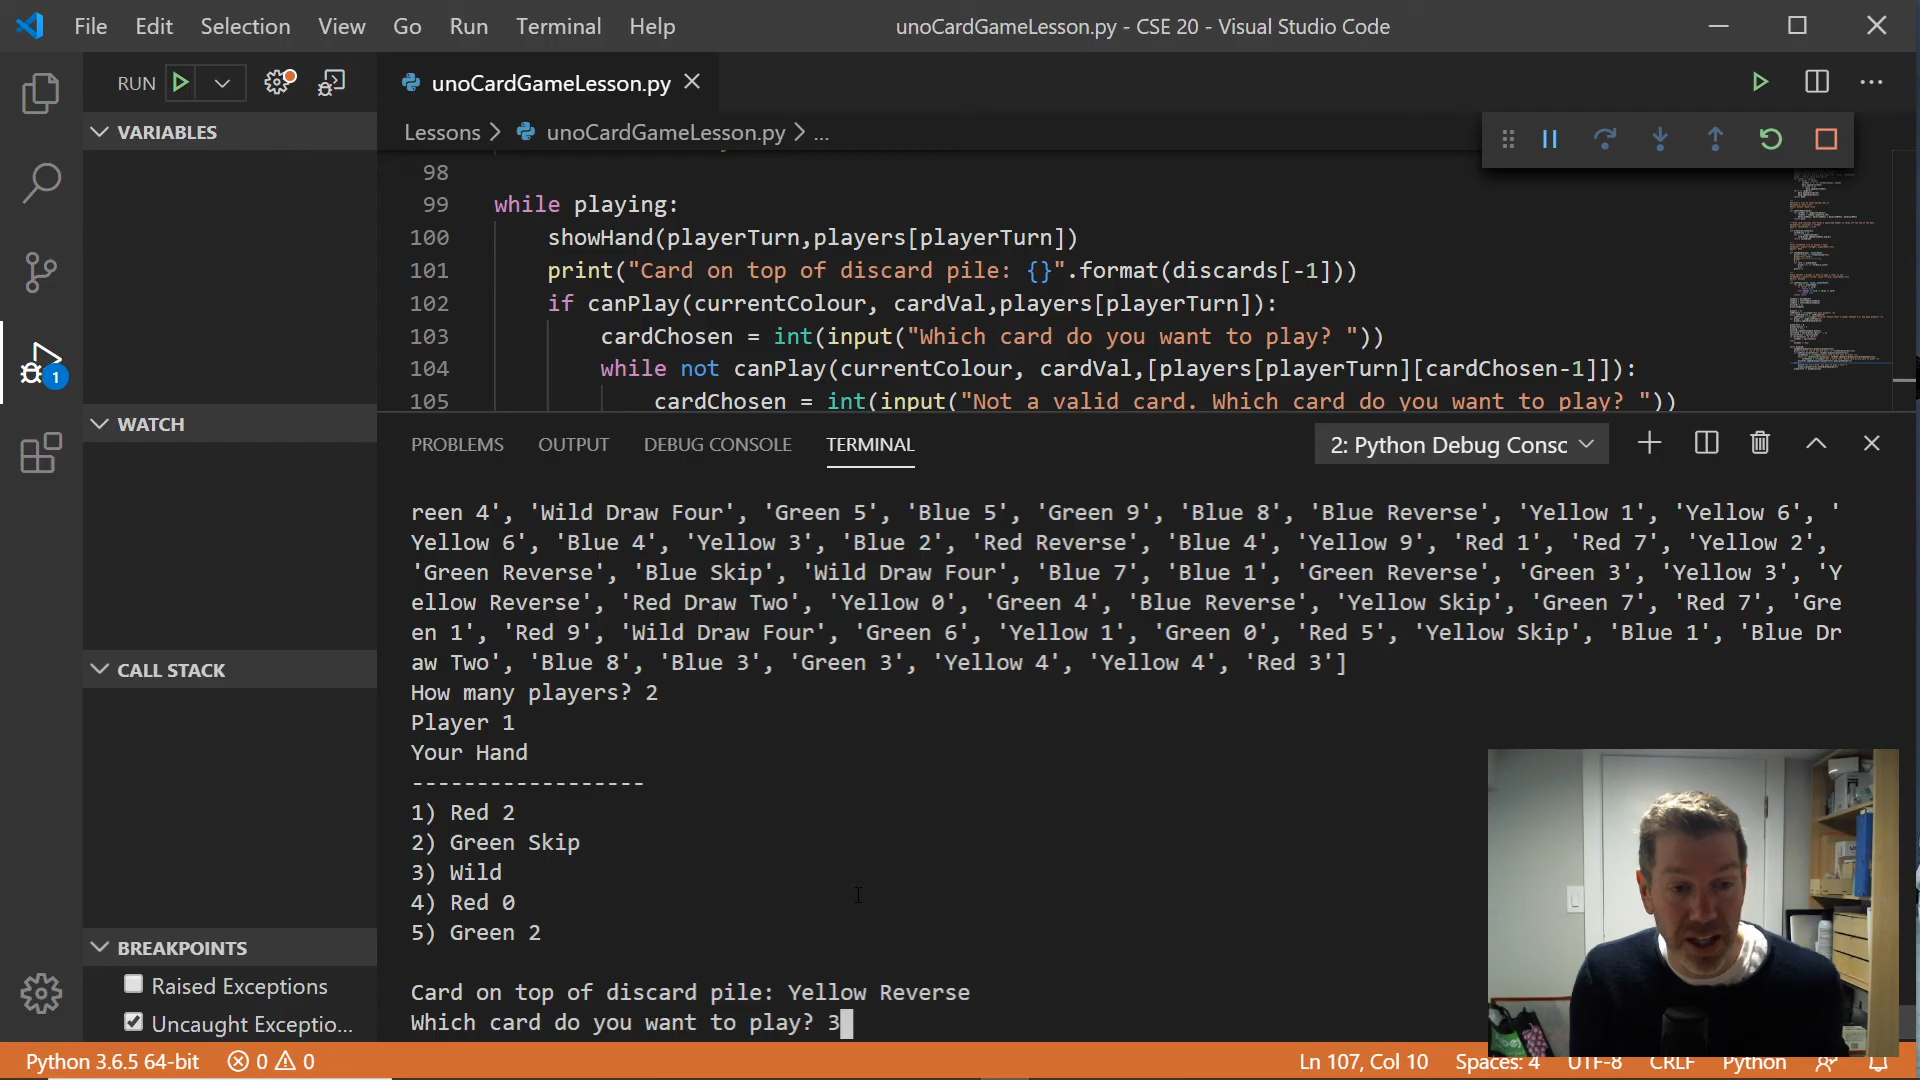 File Edit Selection View Go Run Terminal Help unoCardGameLesson.py - CSE 20 - Visual Studio Code
RUN
unoCardGameLesson.py
VARIABLES
Lessons > unoCardGameLesson.py > ...
98
99 while playing:
100 showHand(playerTurn,players[playerTurn])
101 print("Card on top of discard pile: {}".format(discards[-1]))
102 if canPlay(currentColour, cardVal,players[playerTurn]):
103 cardChosen = int(input("Which card do you want to play? "))
104 while not canPlay(currentColour, cardVal,[players[playerTurn][cardChosen-1]]):
105 cardChosen = int(input("Not a valid card. Which card do you want to play? "))
1
WATCH
CALL STACK
BREAKPOINTS
Raised Exceptions
Uncaught Exceptio...
PROBLEMS OUTPUT DEBUG CONSOLE TERMINAL 2: Python Debug Consc
reen 4', 'Wild Draw Four', 'Green 5', 'Blue 5', 'Green 9', 'Blue 8', 'Blue Reverse', 'Yellow 1', 'Yellow 6', '
Yellow 6', 'Blue 4', 'Yellow 3', 'Blue 2', 'Red Reverse', 'Blue 4', 'Yellow 9', 'Red 1', 'Red 7', 'Yellow 2',
'Green Reverse', 'Blue Skip', 'Wild Draw Four', 'Blue 7', 'Blue 1', 'Green Reverse', 'Green 3', 'Yellow 3', 'Y
ellow Reverse', 'Red Draw Two', 'Yellow 0', 'Green 4', 'Blue Reverse', 'Yellow Skip', 'Green 7', 'Red 7', 'Gre
en 1', 'Red 9', 'Wild Draw Four', 'Green 6', 'Yellow 1', 'Green 0', 'Red 5', 'Yellow Skip', 'Blue 1', 'Blue Dr
aw Two', 'Blue 8', 'Blue 3', 'Green 3', 'Yellow 4', 'Yellow 4', 'Red 3']
How many players? 2
Player 1
Your Hand
------------------
1) Red 2
2) Green Skip
3) Wild
4) Red 0
5) Green 2
Card on top of discard pile: Yellow Reverse
Which card do you want to play? 3
Python 3.6.5 64-bit 0 0 Ln 107, Col 10 Spaces: 4 UTF-8 CRLF Python